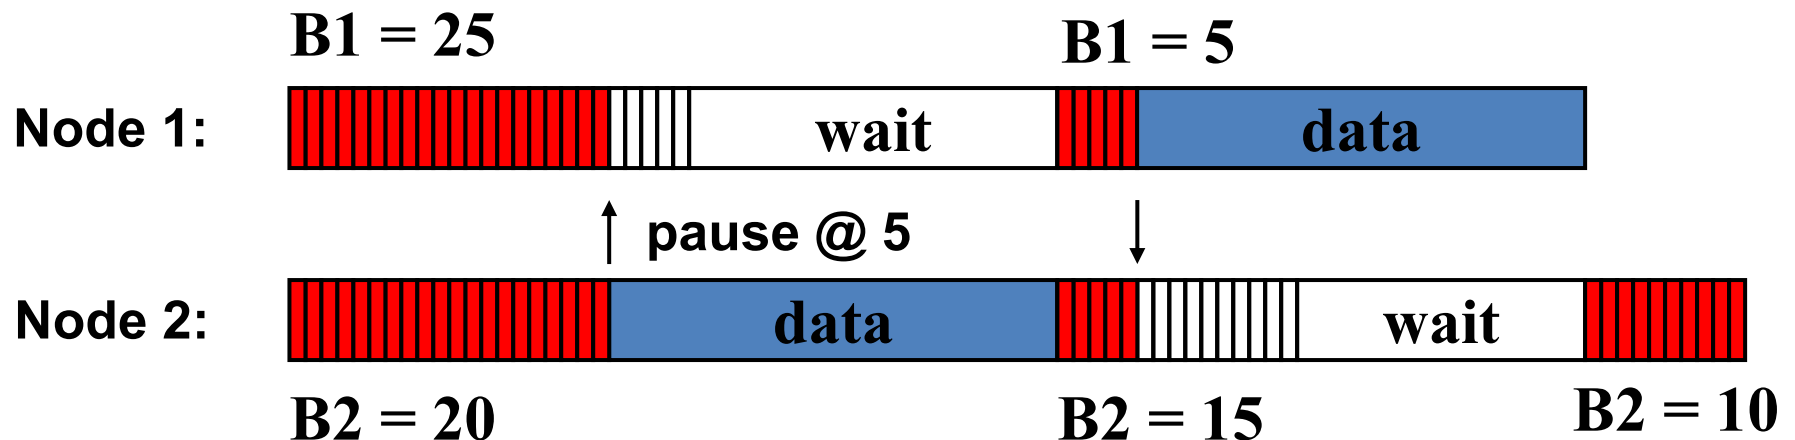 B1 = 25
B1 = 5
Node 1:
wait
data
pause @ 5
Node 2:
data
wait
B2 = 20
B2 = 15
B2 = 10